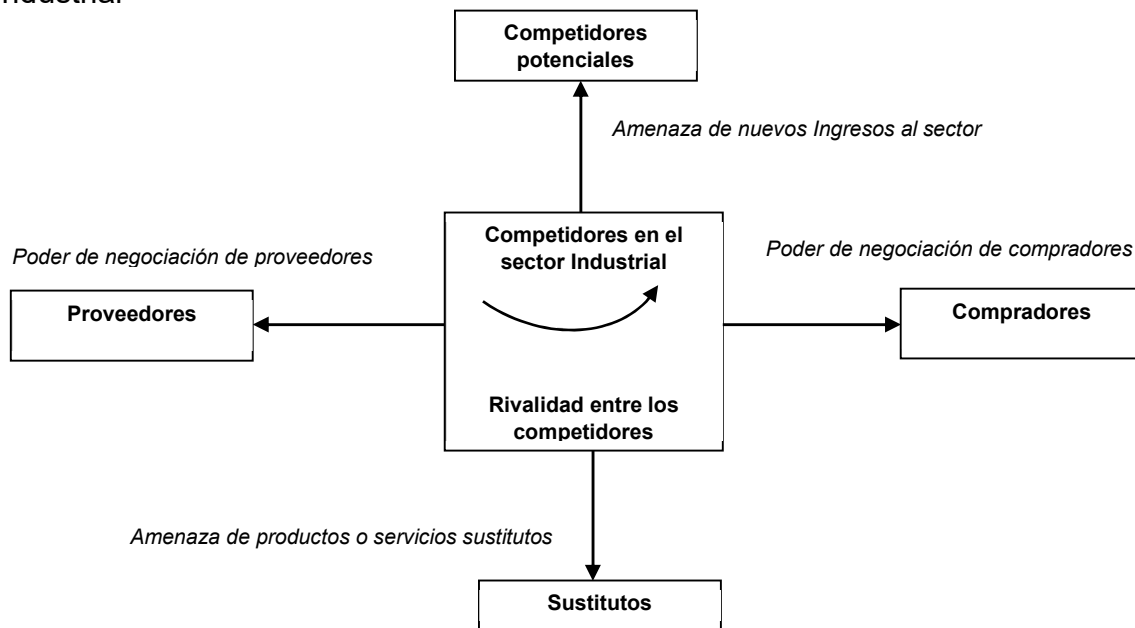 Competidores
potenciales
Amenaza de nuevos Ingresos al sector
Competidores en el
sector Industrial
Poder de negociación de proveedores
Poder de negociación de compradores
Proveedores
Compradores
Rivalidad entre los
competidores
Amenaza de productos o servicios sustitutos
Sustitutos